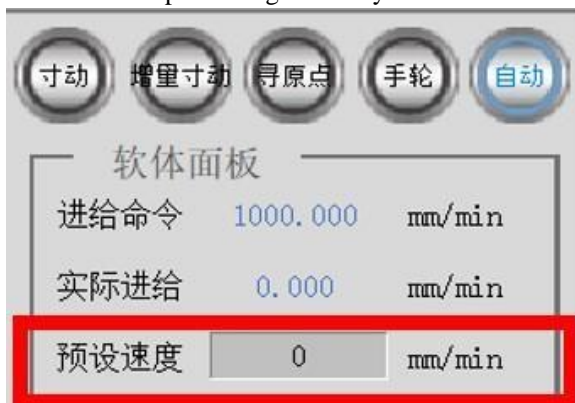 寸动 增量寸动 寻原点 手轮 自动
软体面板
进给命令 1000.000 mm/min
实际进给 0.000 mm/min
预设速度 0 mm/min